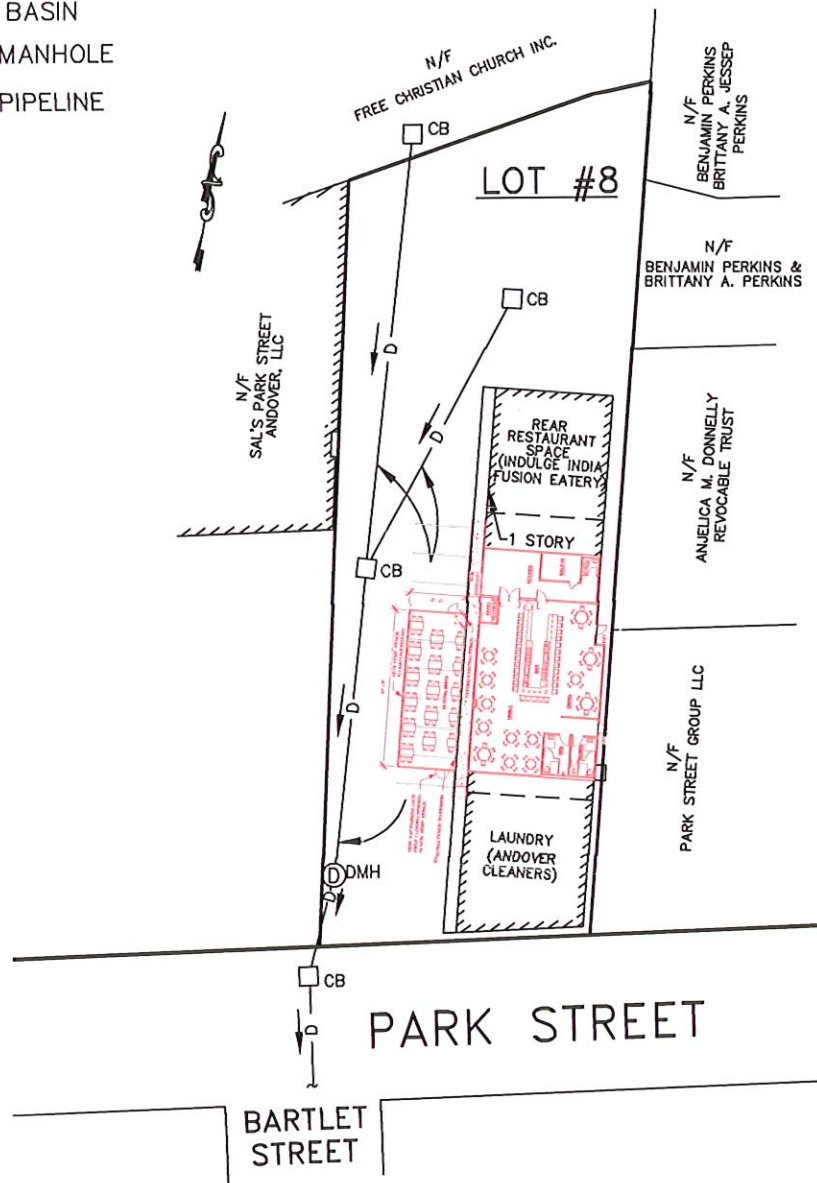 BASIN
MANHOLE
PIPELINE
N/F
FREE CHRISTIAN CHURCH INC.
N/F
BENJAMIN PERKINS
BRITTANY A. JESSEP
PERKINS
CB
LOT #8
N/F
BENJAMIN PERKINS &
BRITTANY A. PERKINS
CB
D
D
N/F
SAL'S PARK STREET
ANDOVER, LLC
REAR
RESTAURANT
SPACE
(INDULGE INDIA
FUSION EATERY)
N/F
ANJELICA M. DONNELLY
REVOCABLE TRUST
1 STORY
CB
D
N/F
PARK STREET GROUP LLC
LAUNDRY
(ANDOVER
CLEANERS)
D
DMH
D
CB
D
PARK STREET
BARTLET
STREET